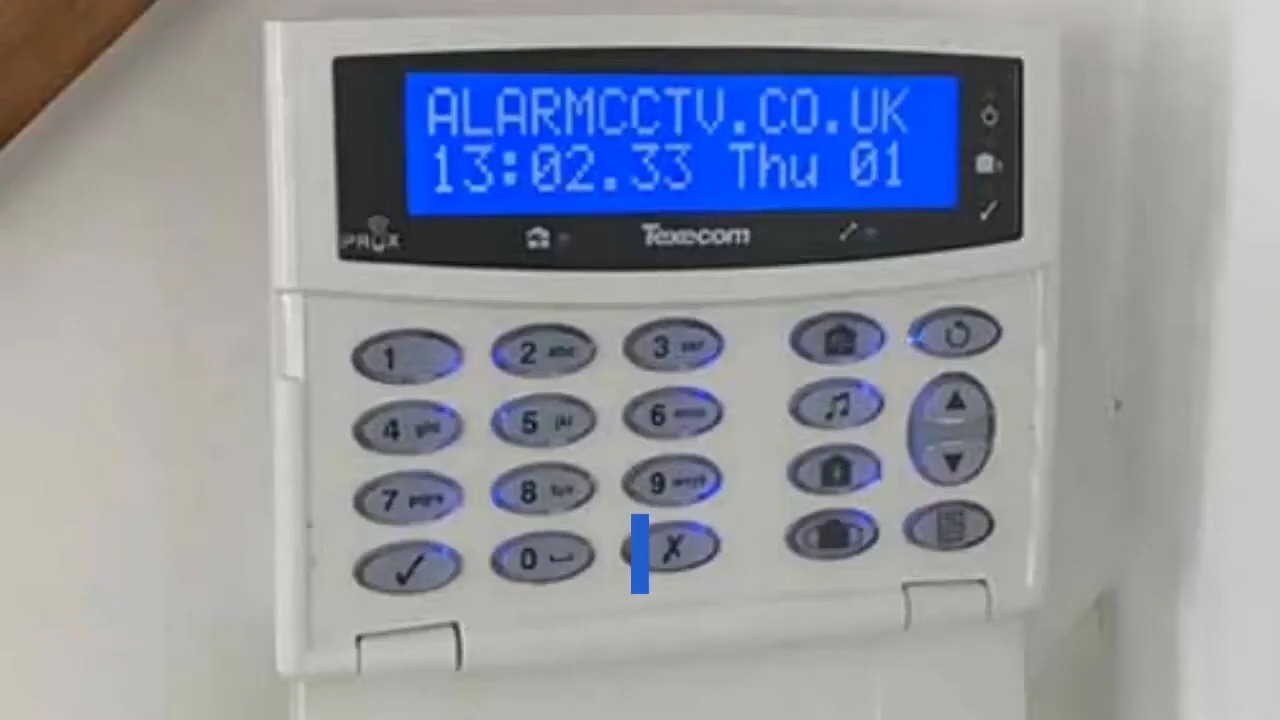 ALARMCCTV.CO.UK
13:02.33 Thu 01
PROX
Texecom
1
2 abc
3 def
4 ghi
5 jkl
6 mno
7 pqrs
8 tuv
9 wxyz
0